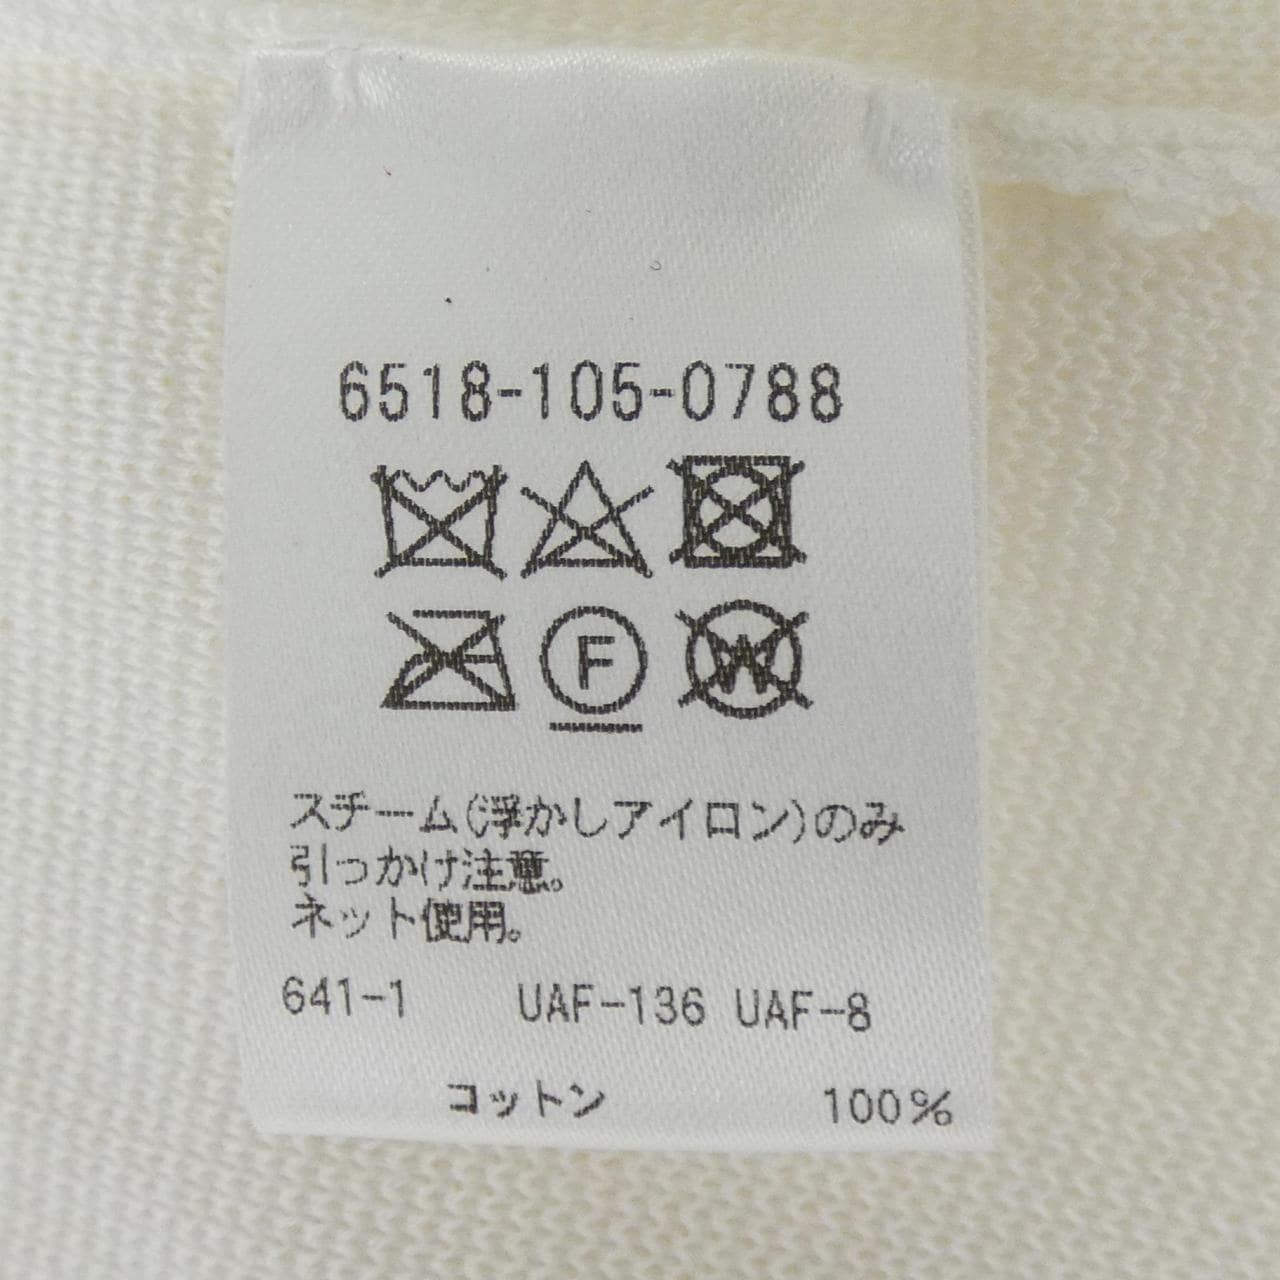 6518-105-0788
F W
スチーム(浮かしアイロン)のみ
引っかけ注意。
ネット使用。
641-1 UAF-136 UAF-8
コットン 100%